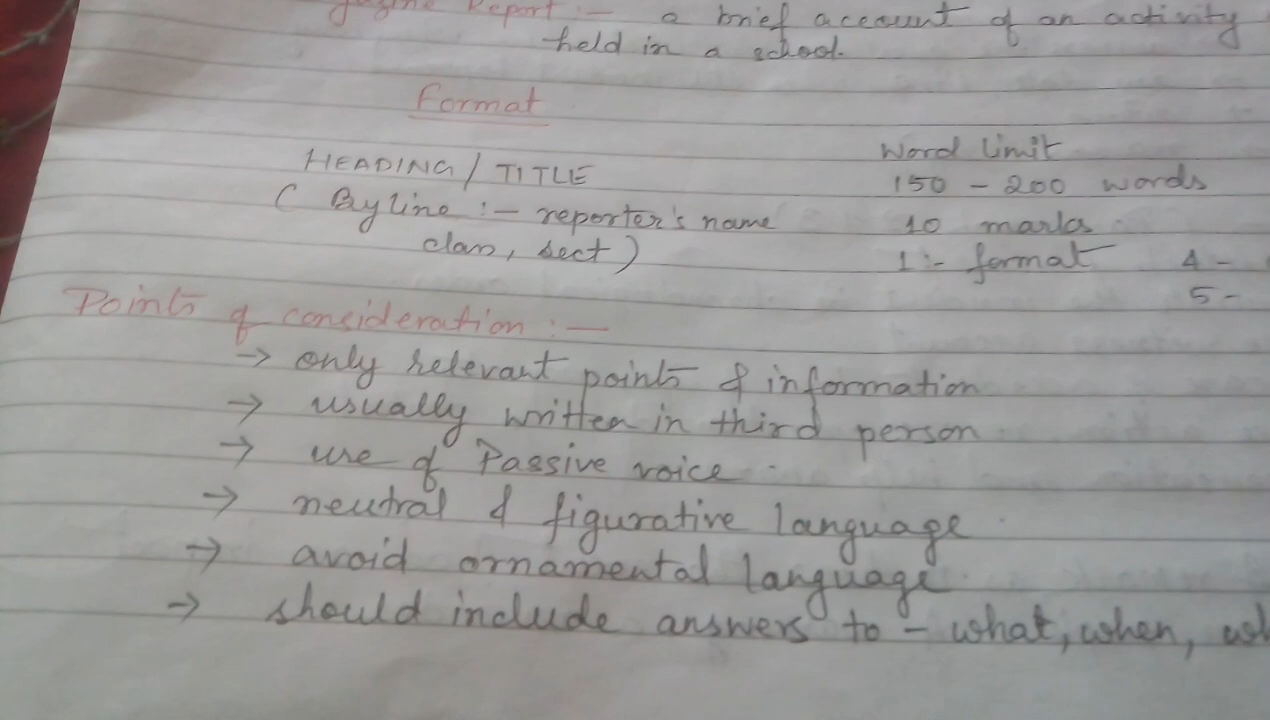 Report :- a brief account of an activity
held in a school.
Format
HEADING / TITLE
Word Limit
150 - 200 words
( By line :- reporter's name
class, sect )
10 marks
1 :- format 4 -
5 -
Points of consideration :-
→ only relevant points & information
→ usually written in third person
→ use of Passive voice
→ neutral & figurative language
→ avoid ornamental language
→ should include answers to - what, when,